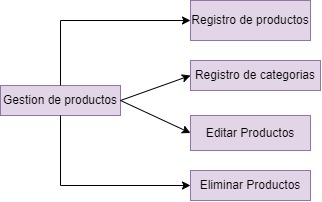 Registro de productos
Registro de categorias
Gestion de productos
Editar Productos
Eliminar Productos